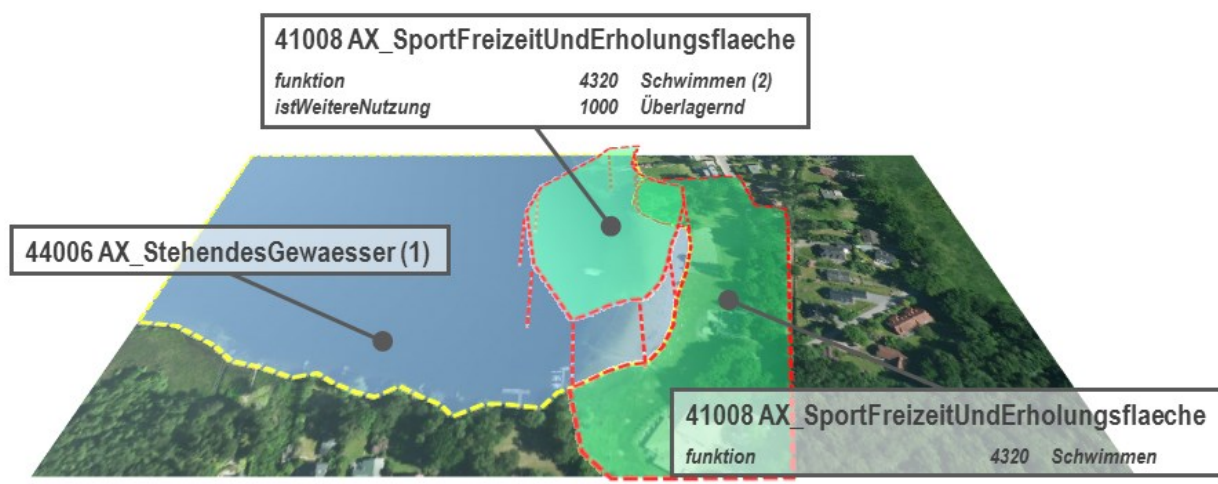 41008 AX_SportFreizeitUndErholungsflaeche
funktion 4320 Schwimmen (2)
istWeitereNutzung 1000 Überlagernd
44006 AX_StehendesGewaesser (1)
41008 AX_SportFreizeitUndErholungsflaeche
funktion 4320 Schwimmen